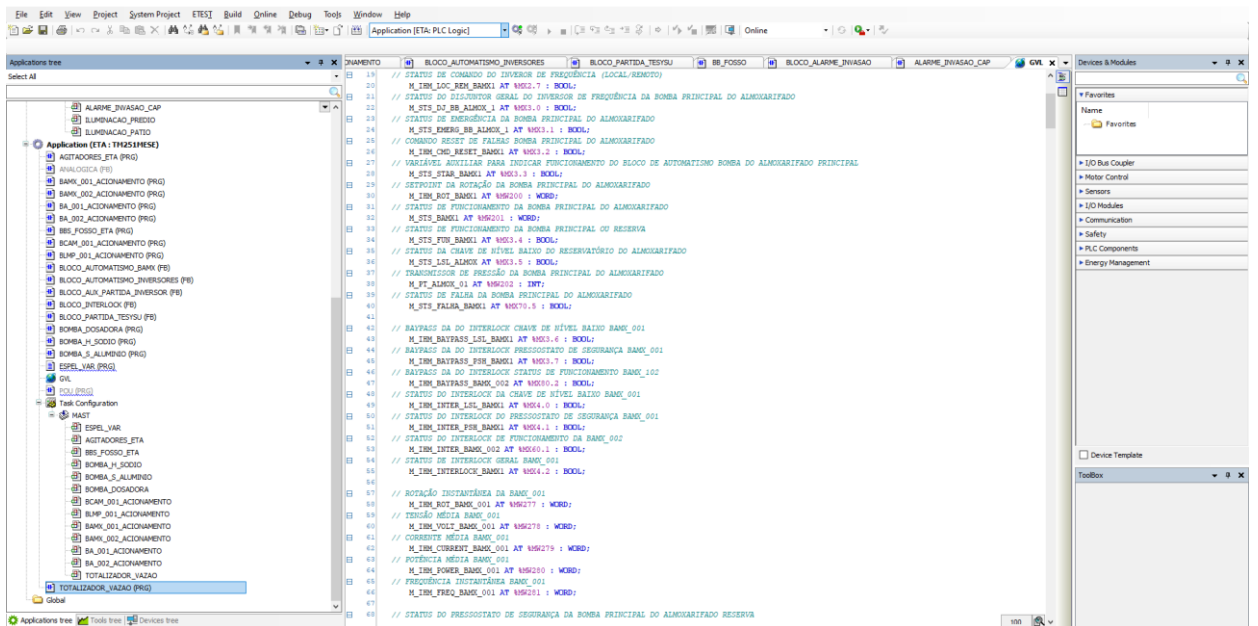 File Edit View Project System Project ETEST Build Online Debug Tools Window Help
Application [ETA: PLC Logic] Online
Applications tree
Select All
ALARME_INVASAO_CAP
ILUMINACAO_PREDIO
ILUMINACAO_PATIO
Application (ETA : TM251MESE)
AGITADORES_ETA (PRG)
ANALOGICA (FB)
BAMX_001_ACIONAMENTO (PRG)
BAMX_002_ACIONAMENTO (PRG)
BA_001_ACIONAMENTO (PRG)
BA_002_ACIONAMENTO (PRG)
BBS_FOSSO_ETA (PRG)
BCAM_001_ACIONAMENTO (PRG)
BLMP_001_ACIONAMENTO (PRG)
BLOCO_AUTOMATISMO_BAMX (FB)
BLOCO_AUTOMATISMO_INVERSORES (FB)
BLOCO_AUX_PARTIDA_INVERSOR (FB)
BLOCO_INTERLOCK (FB)
BLOCO_PARTIDA_TESYSU (FB)
BOMBA_DOSADORA (PRG)
BOMBA_H_SODIO (PRG)
BOMBA_S_ALUMINIO (PRG)
ESPEL_VAR (PRG)
GVL
POU (PRG)
Task Configuration
MAST
ESPEL_VAR
AGITADORES_ETA
BBS_FOSSO_ETA
BOMBA_H_SODIO
BOMBA_S_ALUMINIO
BOMBA_DOSADORA
BCAM_001_ACIONAMENTO
BLMP_001_ACIONAMENTO
BAMX_001_ACIONAMENTO
BAMX_002_ACIONAMENTO
BA_001_ACIONAMENTO
BA_002_ACIONAMENTO
TOTALIZADOR_VAZAO
TOTALIZADOR_VAZAO (PRG)
Global
Applications tree Tools tree Devices tree
ONAMENTO BLOCO_AUTOMATISMO_INVERSORES BLOCO_PARTIDA_TESYSU BB_FOSSO BLOCO_ALARME_INVASAO ALARME_INVASAO_CAP GVL
19 // STATUS DE COMANDO DO INVEROR DE FREQUÊNCIA (LOCAL/REMOTO)
20 M_IHM_LOC_REM_BAMX1 AT %MX2.7 : BOOL;
21 // STATUS DO DISJUNTOR GERAL DO INVERSOR DE FREQUÊNCIA DA BOMBA PRINCIPAL DO ALMOXARIFADO
22 M_STS_DJ_BB_ALMOX_1 AT %MX3.0 : BOOL;
23 // STATUS DE EMERGÊNCIA DA BOMBA PRINCIPAL DO ALMOXARIFADO
24 M_STS_EMERG_BB_ALMOX_1 AT %MX3.1 : BOOL;
25 // COMANDO RESET DE FALHAS BOMBA PRINCIPAL DO ALMOXARIFADO
26 M_IHM_CMD_RESET_BAMX1 AT %MX3.2 : BOOL;
27 // VARIÁVEL AUXILIAR PARA INDICAR FUNCIONAMENTO DO BLOCO DE AUTOMATISMO BOMBA DO ALMOXARIFADO PRINCIPAL
28 M_STS_STAR_BAMX1 AT %MX3.3 : BOOL;
29 // SETPOINT DA ROTAÇÃO DA BOMBA PRINCIPAL DO ALMOXARIFADO
30 M_IHM_ROT_BAMX1 AT %MW200 : WORD;
31 // STATUS DE FUNCIONAMENTO DA BOMBA PRINCIPAL DO ALMOXARIFADO
32 M_STS_BAMX1 AT %MW201 : WORD;
33 // STATUS DE FUNCIONAMENTO DA BOMBA PRINCIPAL OU RESERVA
34 M_STS_FUN_BAMX1 AT %MX3.4 : BOOL;
35 // STATUS DA CHAVE DE NÍVEL BAIXO DO RESERVATÓRIO DO ALMOXARIFADO
36 M_STS_LSL_ALMOX AT %MX3.5 : BOOL;
37 // TRANSMISSOR DE PRESSÃO DA BOMBA PRINCIPAL DO ALMOXARIFADO
38 M_PT_ALMOX_01 AT %MW202 : INT;
39 // STATUS DE FALHA DA BOMBA PRINCIPAL DO ALMOXARIFADO
40 M_STS_FALHA_BAMX1 AT %MX70.5 : BOOL;
41
42 // BAYPASS DA DO INTERLOCK CHAVE DE NÍVEL BAIXO BAMX_001
43 M_IHM_BAYPASS_LSL_BAMX1 AT %MX3.6 : BOOL;
44 // BAYPASS DA DO INTERLOCK PRESSOSTATO DE SEGURANÇA BAMX_001
45 M_IHM_BAYPASS_PSH_BAMX1 AT %MX3.7 : BOOL;
46 // BAYPASS DA DO INTERLOCK STATUS DE FUNCIONAMENTO BAMX_102
47 M_IHM_BAYPASS_BAMX_002 AT %MX80.2 : BOOL;
48 // STATUS DO INTERLOCK DA CHAVE DE NÍVEL BAIXO BAMX_001
49 M_IHM_INTER_LSL_BAMX1 AT %MX4.0 : BOOL;
50 // STATUS DO INTERLOCK DO PRESSOSTATO DE SEGURANÇA BAMX_001
51 M_IHM_INTER_PSH_BAMX1 AT %MX4.1 : BOOL;
52 // STATUS DO INTERLOCK DE FUNCIONAMENTO DA BAMX_002
53 M_IHM_INTER_BAMX_002 AT %MX60.1 : BOOL;
54 // STATUS DE INTERLOCK GERAL BAMX_001
55 M_IHM_INTERLOCK_BAMX1 AT %MX4.2 : BOOL;
56
57 // ROTAÇÃO INSTANTÂNEA DA BAMX_001
58 M_IHM_ROT_BAMX_001 AT %MW277 : WORD;
59 // TENSÃO MÉDIA BAMX_001
60 M_IHM_VOLT_BAMX_001 AT %MW278 : WORD;
61 // CORRENTE MÉDIA BAMX_001
62 M_IHM_CURRENT_BAMX_001 AT %MW279 : WORD;
63 // POTÊNCIA MÉDIA BAMX_001
64 M_IHM_POWER_BAMX_001 AT %MW280 : WORD;
65 // FREQUÊNCIA INSTANTÂNEA BAMX_001
66 M_IHM_FREQ_BAMX_001 AT %MW281 : WORD;
67
68 // STATUS DO PRESSOSTATO DE SEGURANÇA DA BOMBA PRINCIPAL DO ALMOXARIFADO RESERVA
100
Devices & Modules
Favorites
Name
Favorites
I/O Bus Coupler
Motor Control
Sensors
I/O Modules
Communication
Safety
PLC Components
Energy Management
Device Template
ToolBox